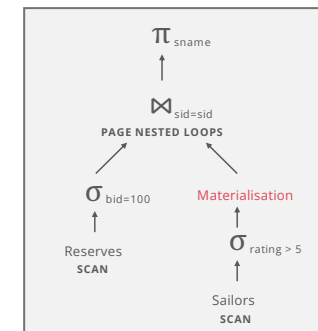 π sname
⋈ sid=sid
PAGE NESTED LOOPS
σ bid=100
Materialisation
Reserves
SCAN
σ rating > 5
Sailors
SCAN